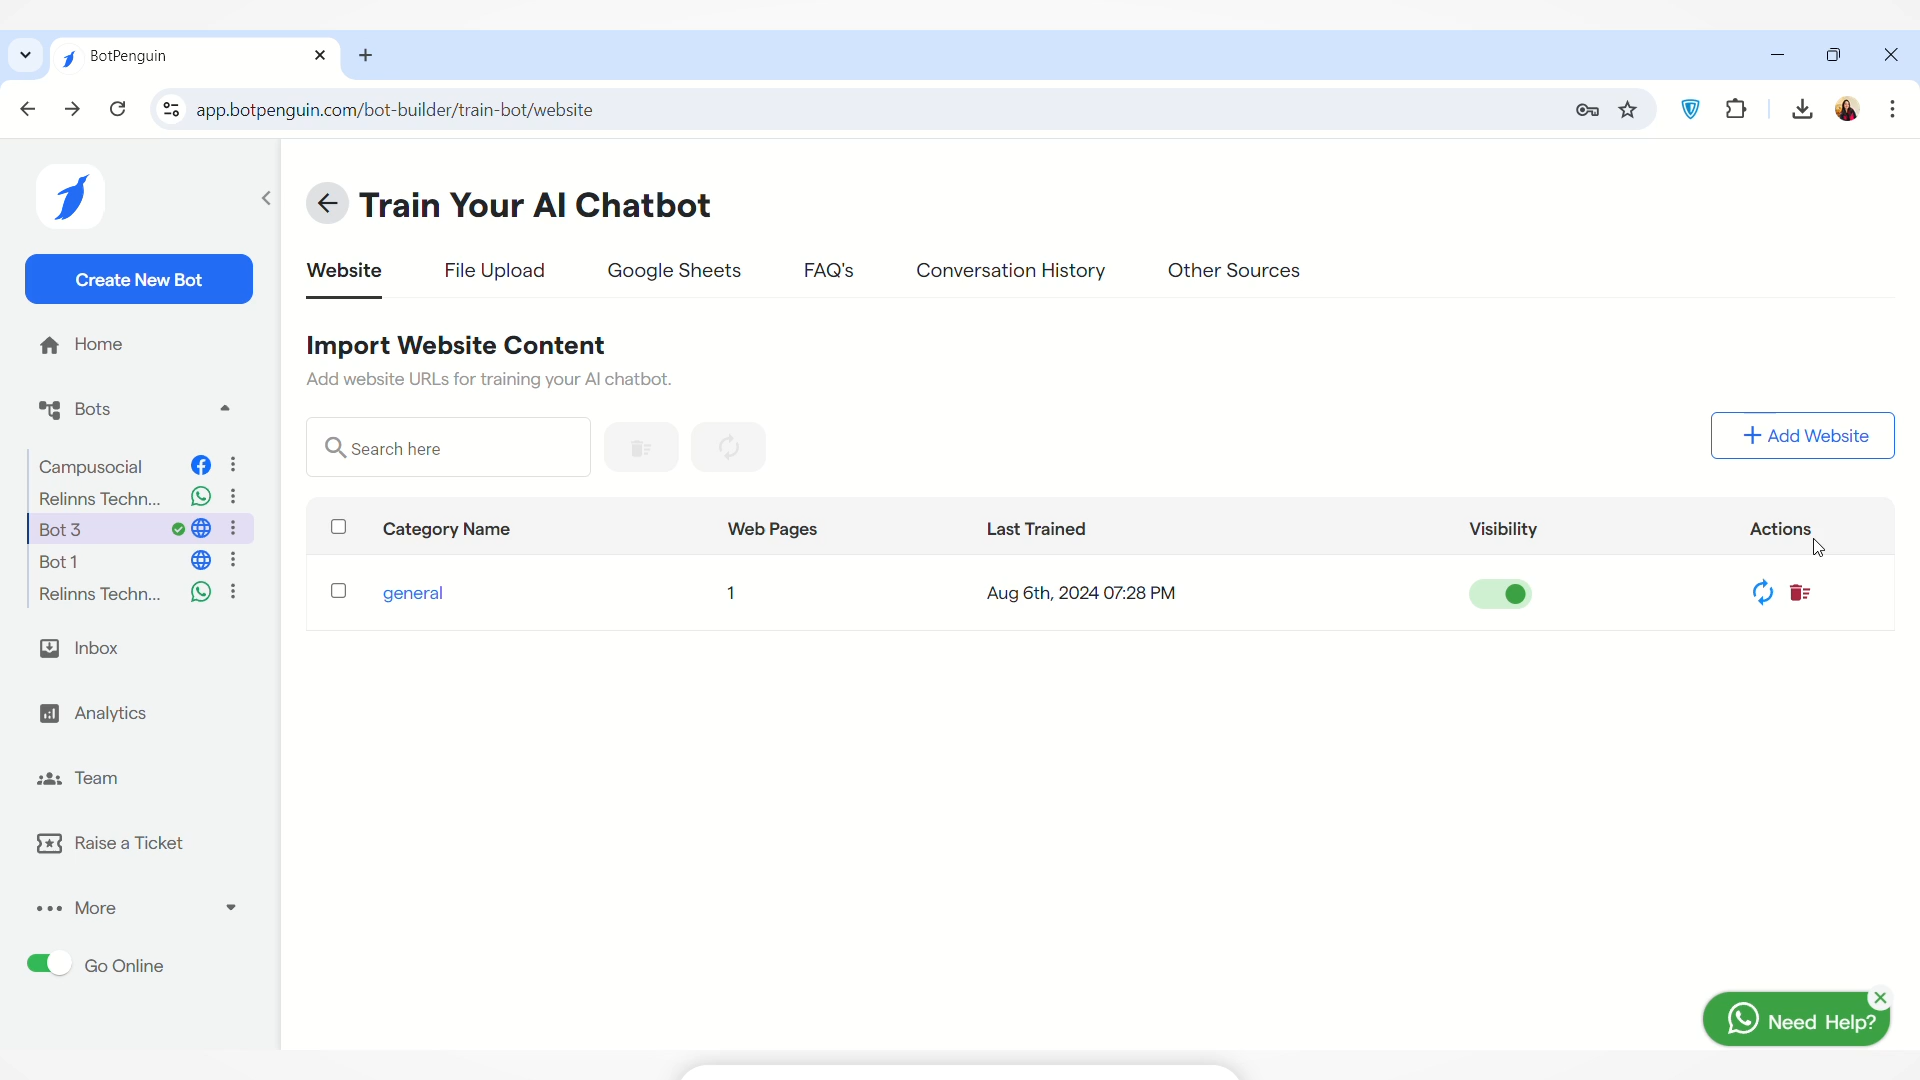 BotPenguin
app.botpenguin.com/bot-builder/train-bot/website
Create New Bot
Home
Bots
Campusocial
Relinns Techn...
Bot 3
Bot 1
Relinns Techn...
Inbox
Analytics
Team
Raise a Ticket
More
Go Online
Train Your AI Chatbot
Website File Upload Google Sheets FAQ's Conversation History Other Sources
Import Website Content
Add website URLs for training your AI chatbot.
Search here
Add Website
Category Name Web Pages Last Trained Visibility Actions
general 1 Aug 6th, 2024 07:28 PM
Need Help?